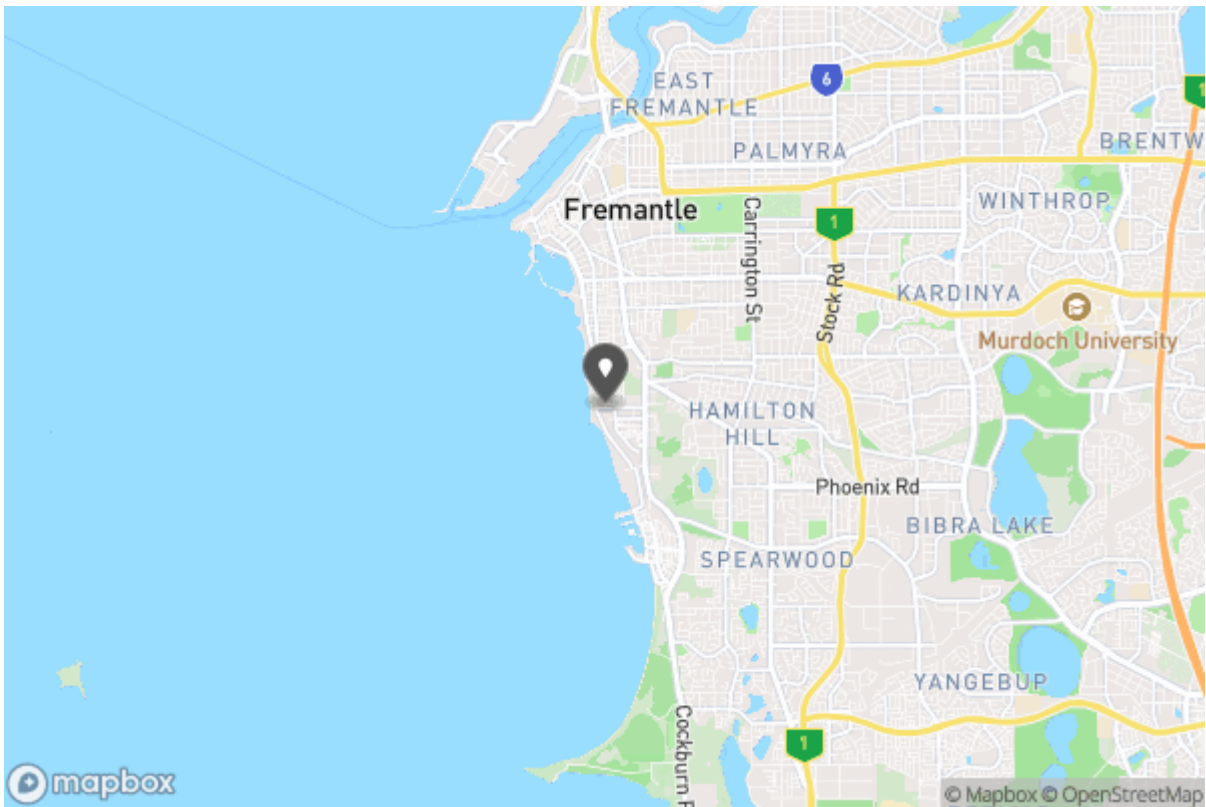 EAST
FREMANTLE
6
1
BRENTW
PALMYRA
WINTHROP
Fremantle
Carrington St
1
Stock Rd
KARDINYA
Murdoch University
HAMILTON
HILL
Phoenix Rd
BIBRA LAKE
SPEARWOOD
YANGEBUP
Cockburn R
1
mapbox
© Mapbox © OpenStreetMap